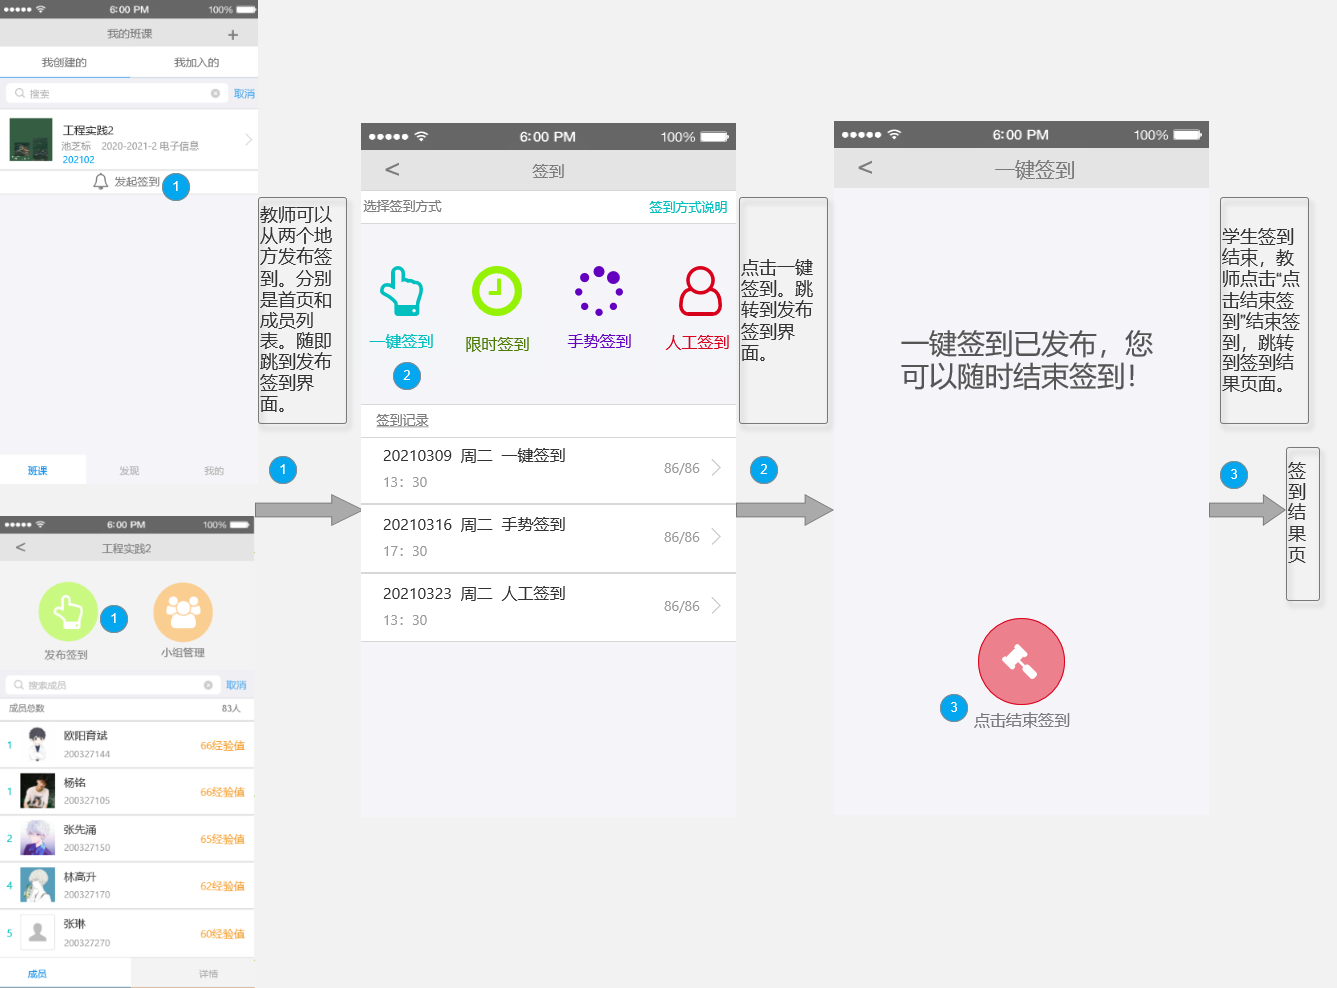 6:00 PM
100%
我的班课
+
我创建的
我加入的
搜索
取消
工程实践2
池芝标 2020-2021-2 电子信息
202102
发起签到
1
班课
发现
我的
6:00 PM
100%
<
工程实践2
发布签到
1
小组管理
搜索成员
取消
成员总数
83人
1
欧阳育斌
200327144
66经验值
1
杨铭
200327105
66经验值
2
张先涌
200327150
65经验值
4
林高升
200327170
62经验值
5
张琳
200327270
60经验值
成员
详情
教师可以
从两个地
方发布签
到。分别
是首页和
成员列
表。随即
跳到发布
签到界
面。
1
6:00 PM
100%
<
签到
选择签到方式
签到方式说明
一键签到
限时签到
手势签到
人工签到
2
签到记录
20210309 周二 一键签到
13：30
86/86
20210316 周二 手势签到
17：30
86/86
20210323 周二 人工签到
13：30
86/86
点击一键
签到。跳
转到发布
签到界
面。
2
6:00 PM
100%
<
一键签到
一键签到已发布，您
可以随时结束签到！
3
点击结束签到
学生签到
结束，教
师点击“点
击结束签
到”结束签
到，跳转
到签到结
果页面。
3
签
到
结
果
页